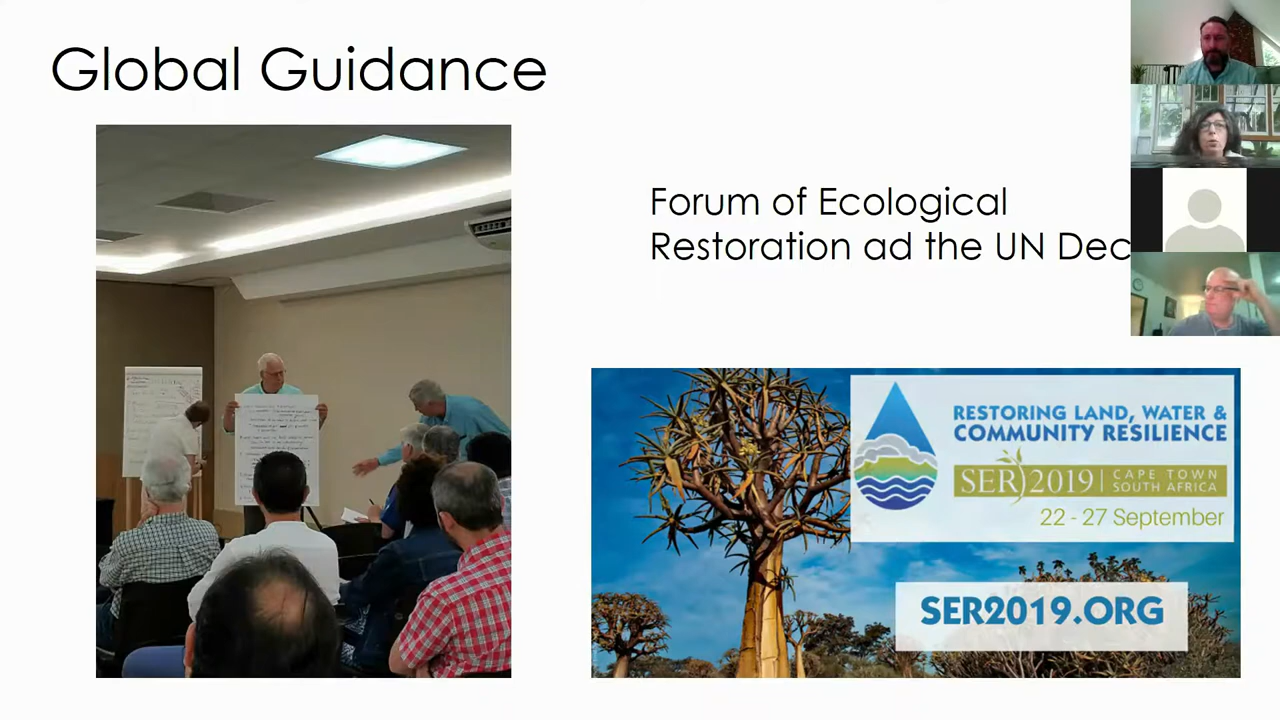 Global Guidance
Forum of Ecological
Restoration ad the UN Dec
RESTORING LAND, WATER &
COMMUNITY RESILIENCE
SER 2019 | CAPE TOWN
SOUTH AFRICA
22 - 27 September
SER2019.ORG